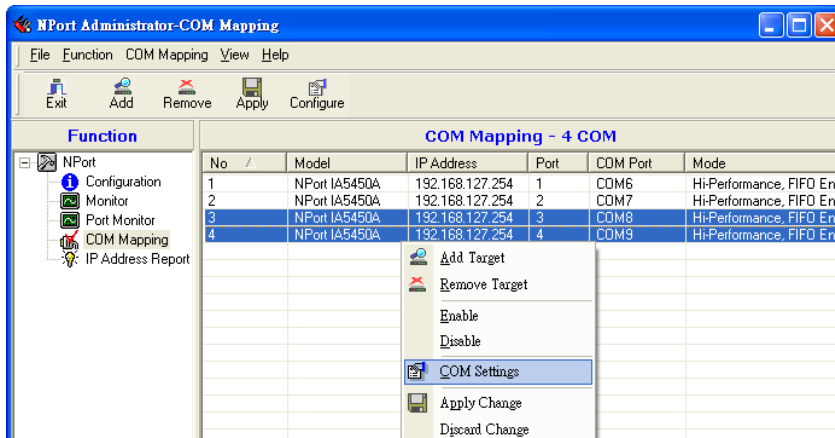 NPort Administrator-COM Mapping
File Function COM Mapping View Help
Exit Add Remove Apply Configure
Function
COM Mapping - 4 COM
NPort
Configuration
Monitor
Port Monitor
COM Mapping
IP Address Report
No Model IP Address Port COM Port Mode
1 NPort IA5450A 192.168.127.254 1 COM6 Hi-Performance, FIFO En
2 NPort IA5450A 192.168.127.254 2 COM7 Hi-Performance, FIFO En
3 NPort IA5450A 192.168.127.254 3 COM8 Hi-Performance, FIFO En
4 NPort IA5450A 192.168.127.254 4 COM9 Hi-Performance, FIFO En
Add Target
Remove Target
Enable
Disable
COM Settings
Apply Change
Discard Change